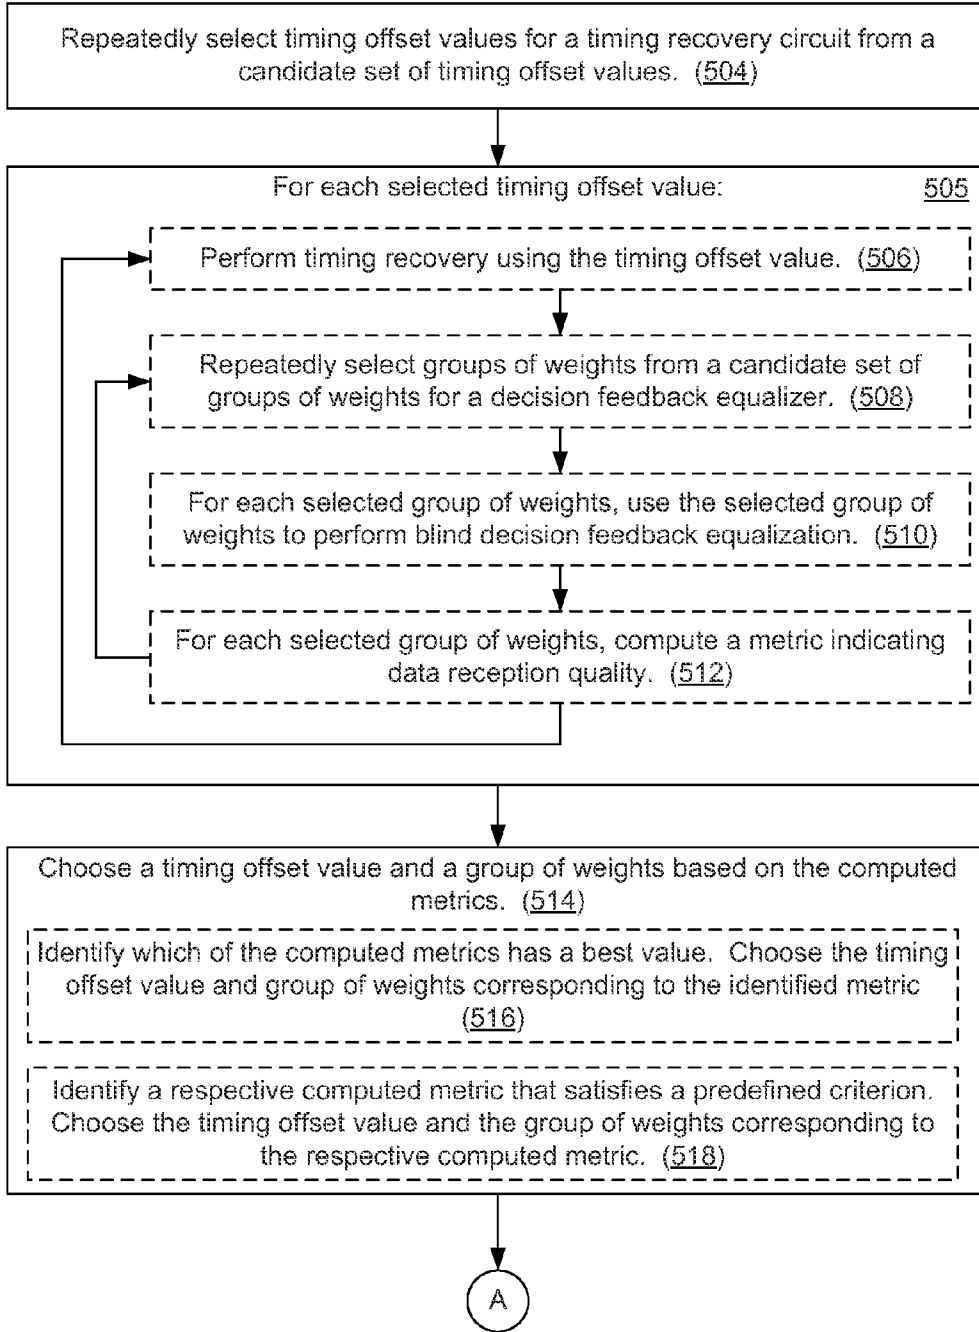 Repeatedly select timing offset values for a timing recovery circuit from a
candidate set of timing offset values. (504)
For each selected timing offset value: 505
Perform timing recovery using the timing offset value. (506)
Repeatedly select groups of weights from a candidate set of
groups of weights for a decision feedback equalizer. (508)
For each selected group of weights, use the selected group of
weights to perform blind decision feedback equalization. (510)
For each selected group of weights, compute a metric indicating
data reception quality. (512)
Choose a timing offset value and a group of weights based on the computed
metrics. (514)
Identify which of the computed metrics has a best value. Choose the timing
offset value and group of weights corresponding to the identified metric
(516)
Identify a respective computed metric that satisfies a predefined criterion.
Choose the timing offset value and the group of weights corresponding to
the respective computed metric. (518)
A